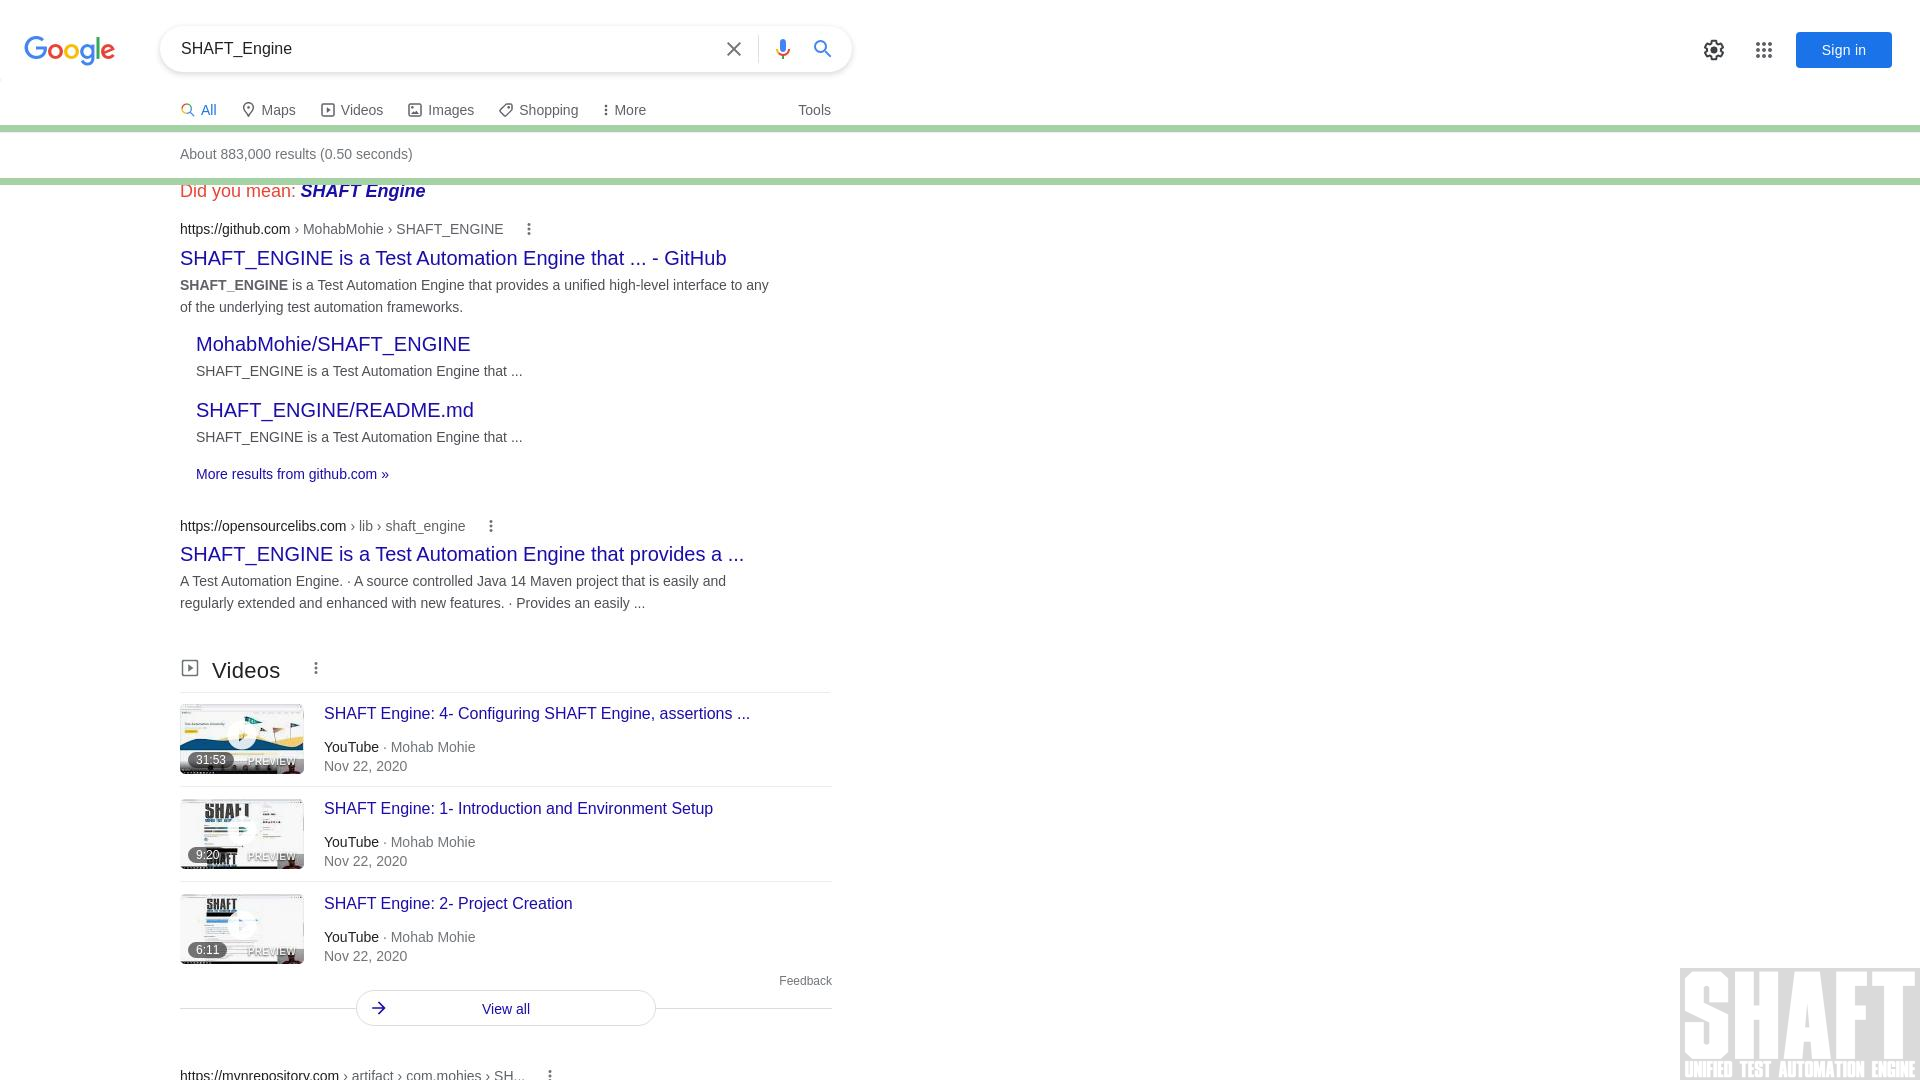 Google
SHAFT_Engine
Sign in
All
Maps
Videos
Images
Shopping
More
Tools
About 883,000 results (0.50 seconds)
Did you mean: SHAFT Engine
https://github.com › MohabMohie › SHAFT_ENGINE
SHAFT_ENGINE is a Test Automation Engine that ... - GitHub
SHAFT_ENGINE is a Test Automation Engine that provides a unified high-level interface to any
of the underlying test automation frameworks.
MohabMohie/SHAFT_ENGINE
SHAFT_ENGINE is a Test Automation Engine that ...
SHAFT_ENGINE/README.md
SHAFT_ENGINE is a Test Automation Engine that ...
More results from github.com »
https://opensourcelibs.com › lib › shaft_engine
SHAFT_ENGINE is a Test Automation Engine that provides a ...
A Test Automation Engine. · A source controlled Java 14 Maven project that is easily and
regularly extended and enhanced with new features. · Provides an easily ...
Videos
31:53
PREVIEW
SHAFT Engine: 4- Configuring SHAFT Engine, assertions ...
YouTube · Mohab Mohie
Nov 22, 2020
SHAFT
9:20
PREVIEW
SHAFT Engine: 1- Introduction and Environment Setup
YouTube · Mohab Mohie
Nov 22, 2020
SHAFT
6:11
PREVIEW
SHAFT Engine: 2- Project Creation
YouTube · Mohab Mohie
Nov 22, 2020
Feedback
View all
https://mvnrepository.com › artifact › com.mohies › SH...
SHAFT
UNIFIED TEST AUTOMATION ENGINE